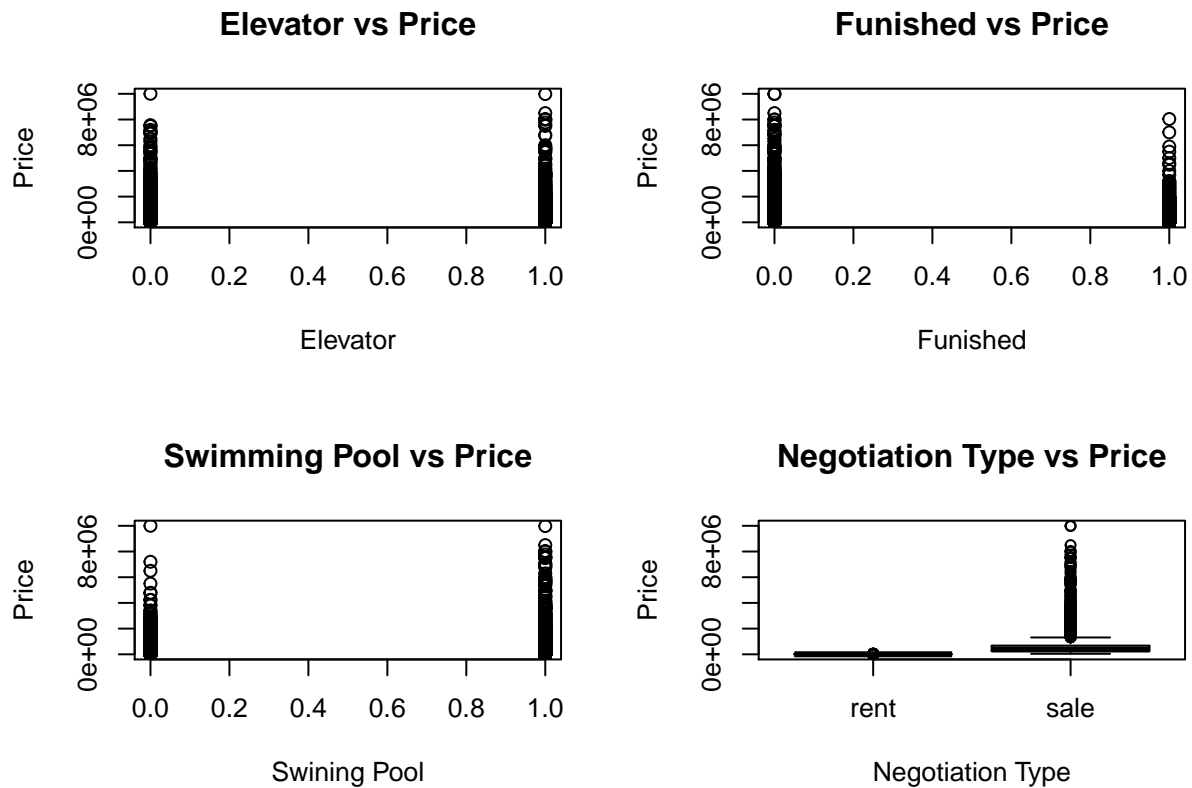 Elevator vs Price
Price
0e+00
8e+06
0.0 0.2 0.4 0.6 0.8 1.0
Elevator
Funished vs Price
Price
0e+00
8e+06
0.0 0.2 0.4 0.6 0.8 1.0
Funished
Swimming Pool vs Price
Price
0e+00
8e+06
0.0 0.2 0.4 0.6 0.8 1.0
Swining Pool
Negotiation Type vs Price
Price
0e+00
8e+06
rent sale
Negotiation Type